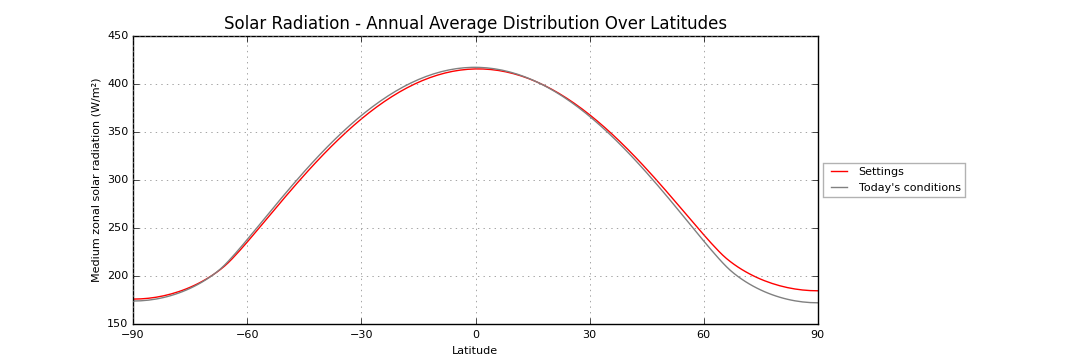 Solar Radiation - Annual Average Distribution Over Latitudes
Medium zonal solar radiation (W/m²)
450
400
350
300
250
200
150
−90
−60
−30
0
30
60
90
Latitude
Settings
Today's conditions